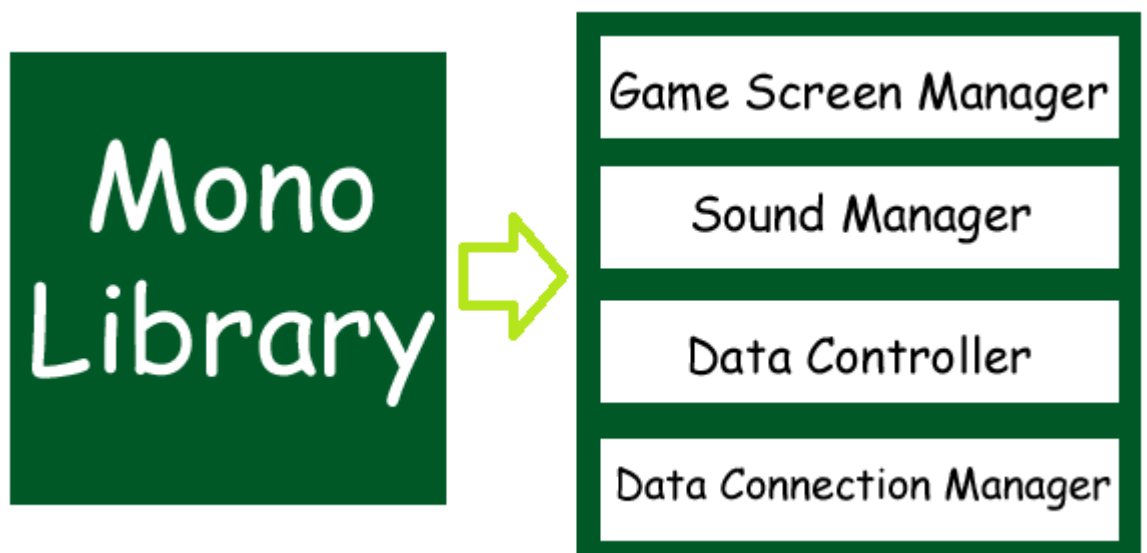 Mono
Library
Game Screen Manager
Sound Manager
Data Controller
Data Connection Manager